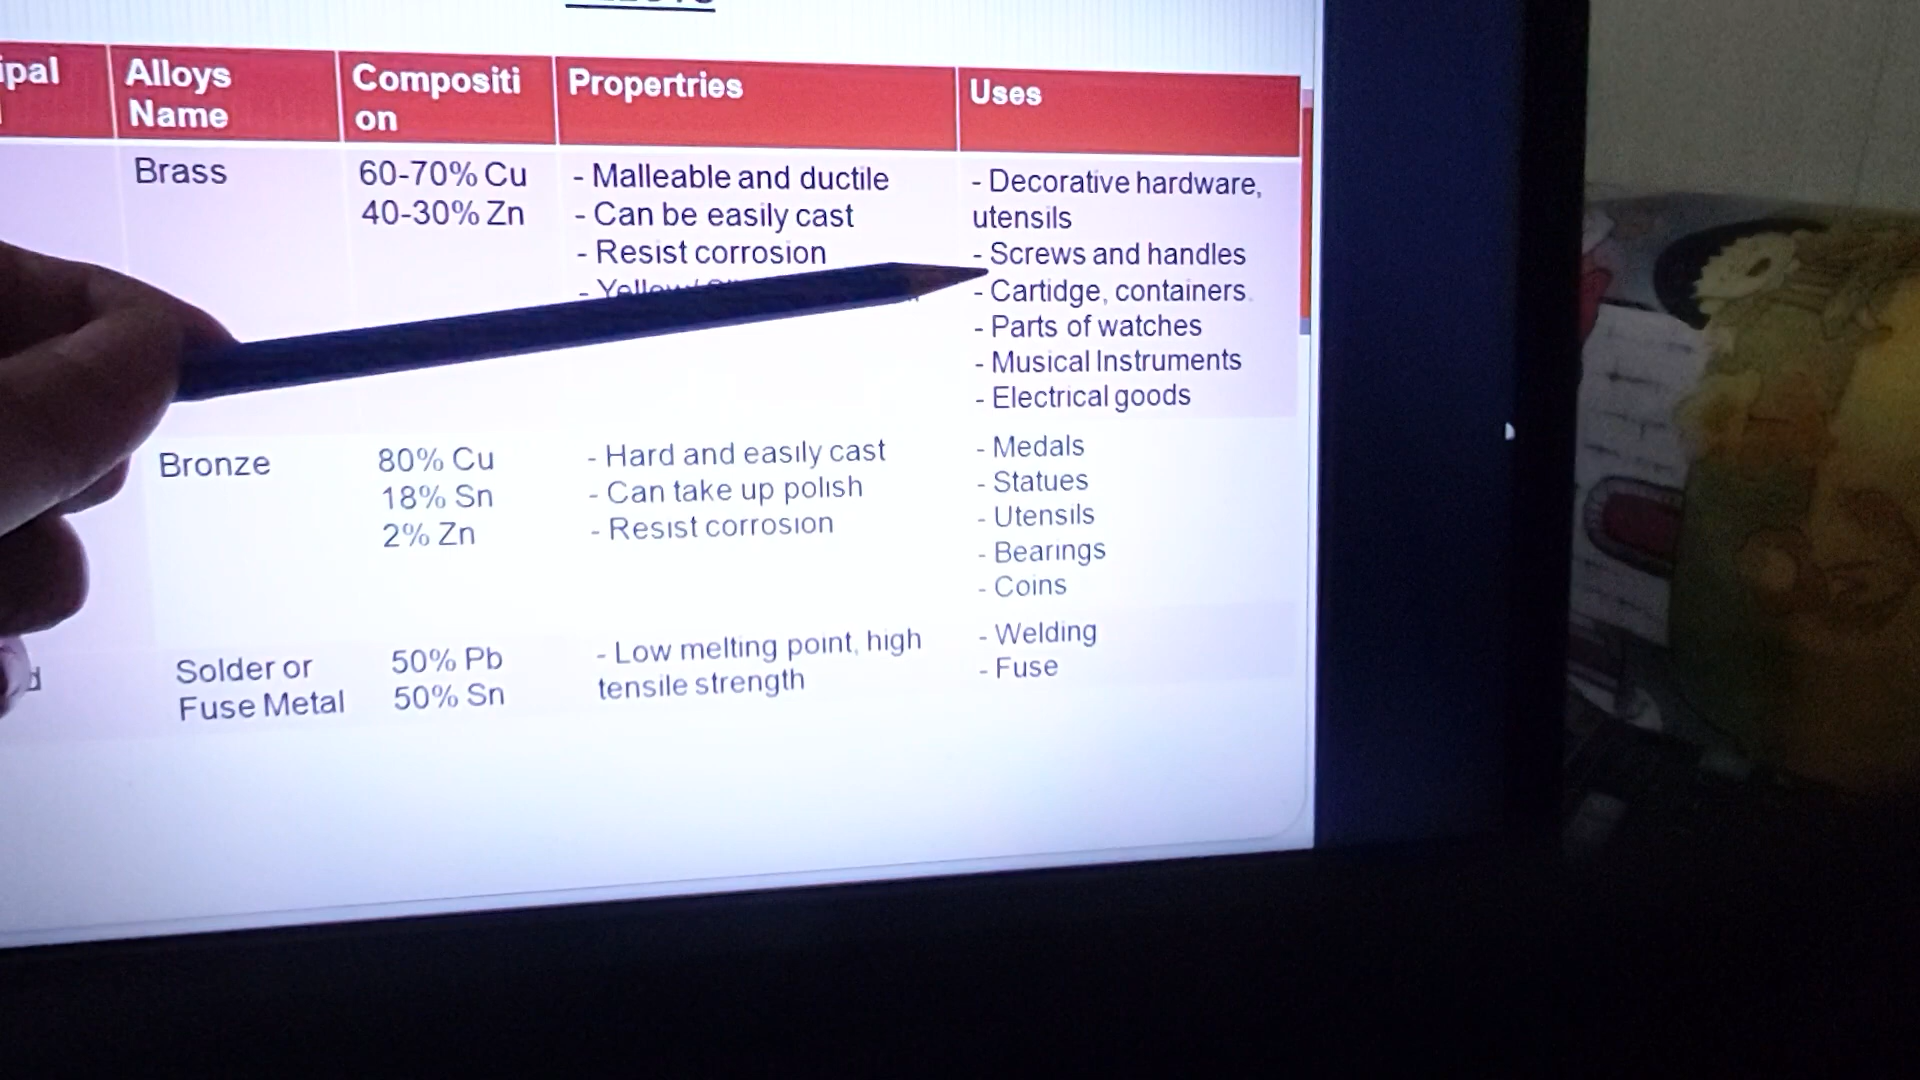 Alloys
Name
Compositi
on
Propertries
Uses
Brass
60-70% Cu
40-30% Zn
- Malleable and ductile
- Can be easily cast
- Resist corrosion
- Decorative hardware,
utensils
- Screws and handles
- Cartidge, containers.
- Parts of watches
- Musical Instruments
- Electrical goods
Bronze
80% Cu
18% Sn
2% Zn
- Hard and easily cast
- Can take up polish
- Resist corrosion
- Medals
- Statues
- Utensils
- Bearings
- Coins
Solder or
Fuse Metal
50% Pb
50% Sn
- Low melting point, high
tensile strength
- Welding
- Fuse